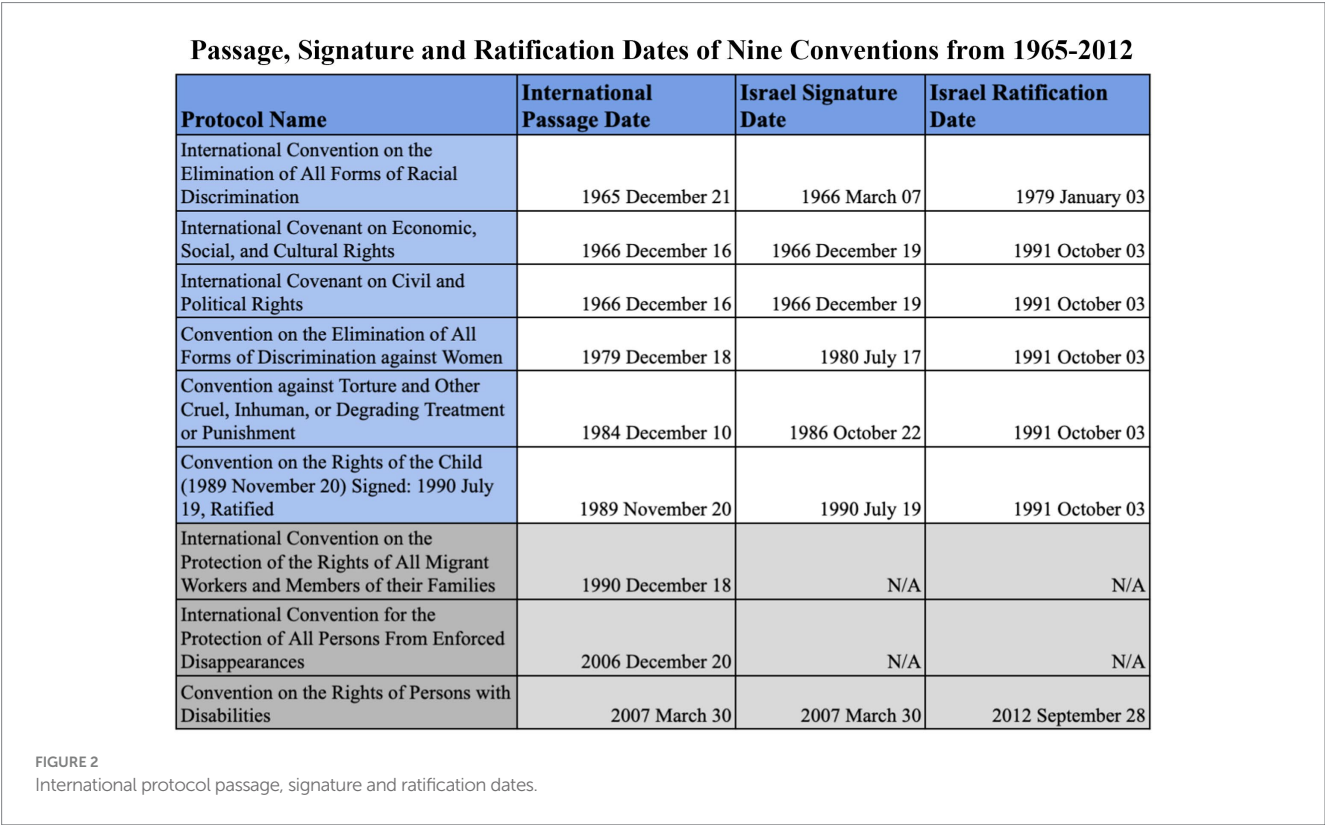 Passage, Signature and Ratification Dates of Nine Conventions from 1965-2012
Protocol Name
International
Passage Date
Israel Signature
Date
Israel Ratification
Date
International Convention on the
Elimination of All Forms of Racial
Discrimination
1965 December 21
1966 March 07
1979 January 03
International Covenant on Economic,
Social, and Cultural Rights
1966 December 16
1966 December 19
1991 October 03
International Covenant on Civil and
Political Rights
1966 December 16
1966 December 19
1991 October 03
Convention on the Elimination of All
Forms of Discrimination against Women
1979 December 18
1980 July 17
1991 October 03
Convention against Torture and Other
Cruel, Inhuman, or Degrading Treatment
or Punishment
1984 December 10
1986 October 22
1991 October 03
Convention on the Rights of the Child
(1989 November 20) Signed: 1990 July
19, Ratified
1989 November 20
1990 July 19
1991 October 03
International Convention on the
Protection of the Rights of All Migrant
Workers and Members of their Families
1990 December 18
N/A
N/A
International Convention for the
Protection of All Persons From Enforced
Disappearances
2006 December 20
N/A
N/A
Convention on the Rights of Persons with
Disabilities
2007 March 30
2007 March 30
2012 September 28
FIGURE 2
International protocol passage, signature and ratification dates.